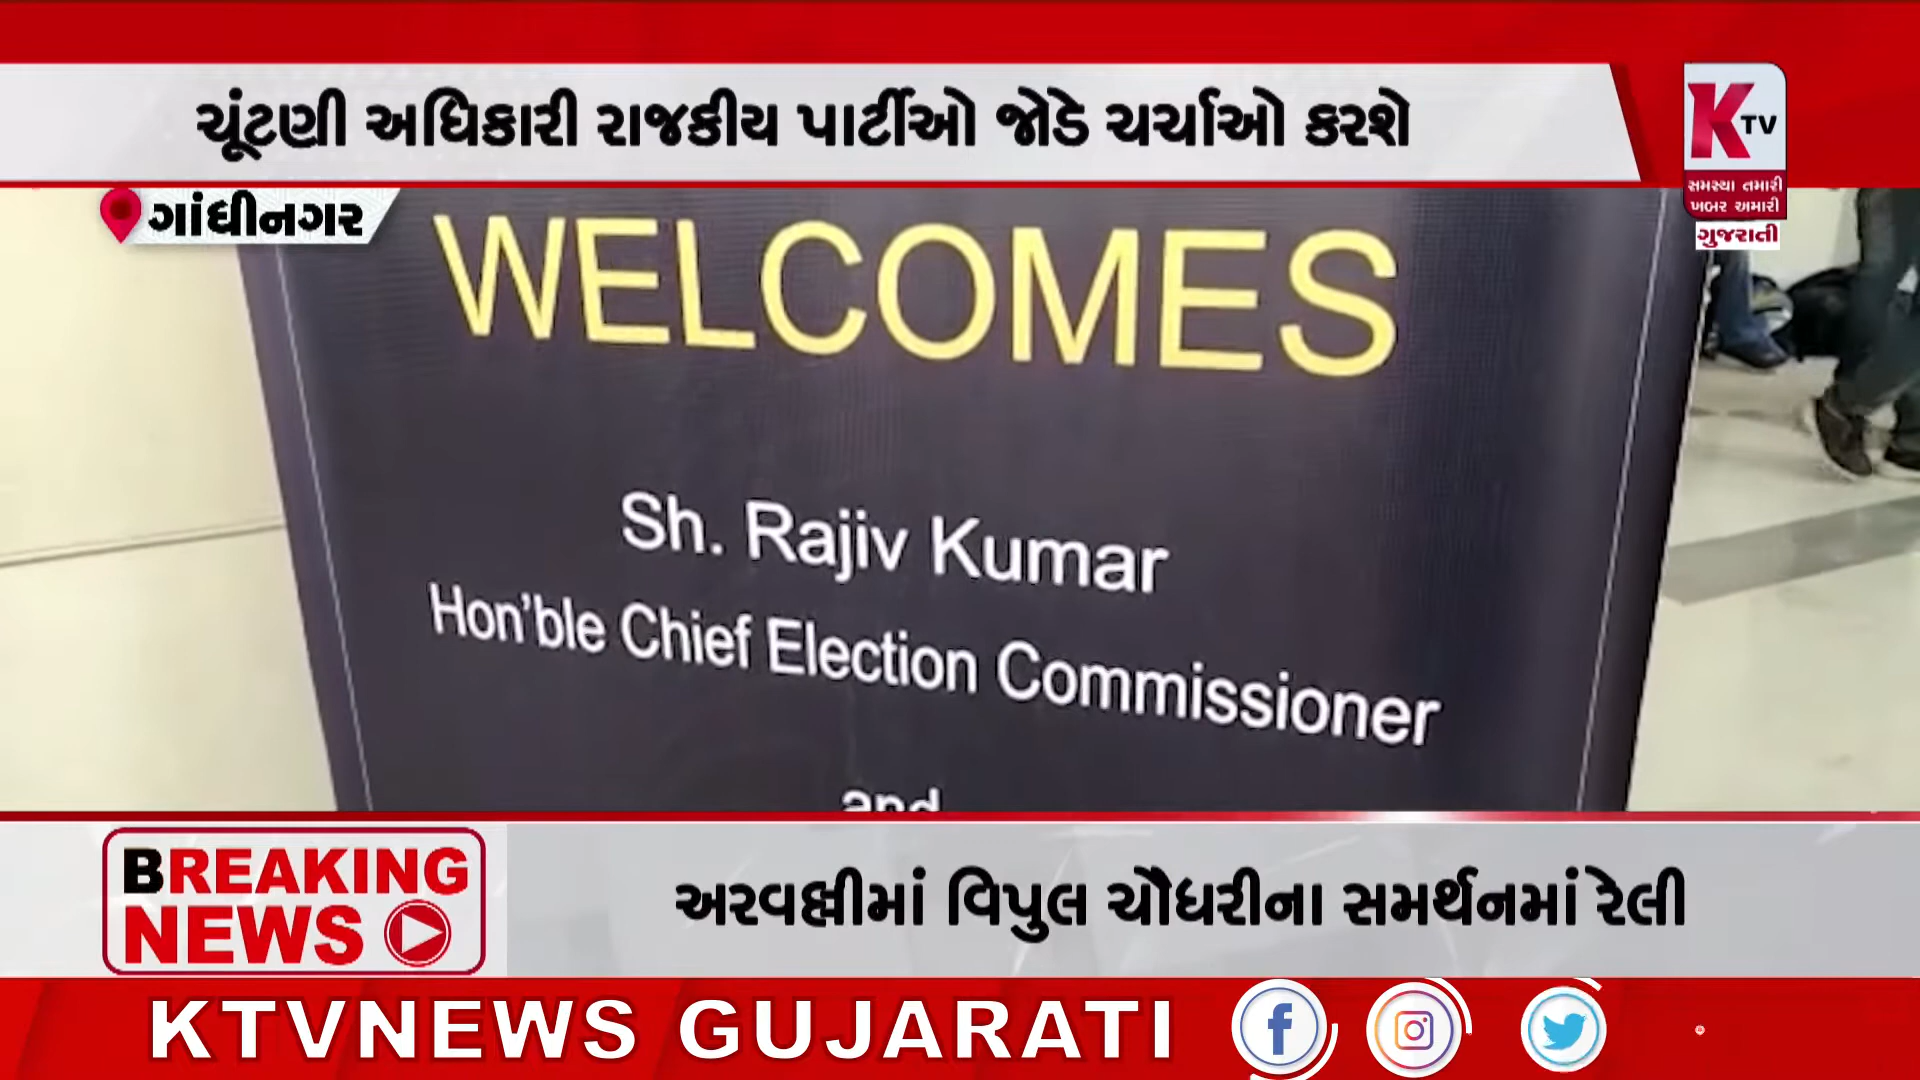 ચૂંટણી અધિકારી રાજકીય પાર્ટીઓ જોડે ચર્ચાઓ કરશે
K TV
સમસ્યા તમારી
ખબર અમારી
ગુજરાતી
ગાંધીનગર
WELCOMES
Sh. Rajiv Kumar
Hon'ble Chief Election Commissioner
and
BREAKING
NEWS
અરવલ્લીમાં વિપુલ ચૌધરીના સમર્થનમાં રેલી
KTVNEWS GUJARATI